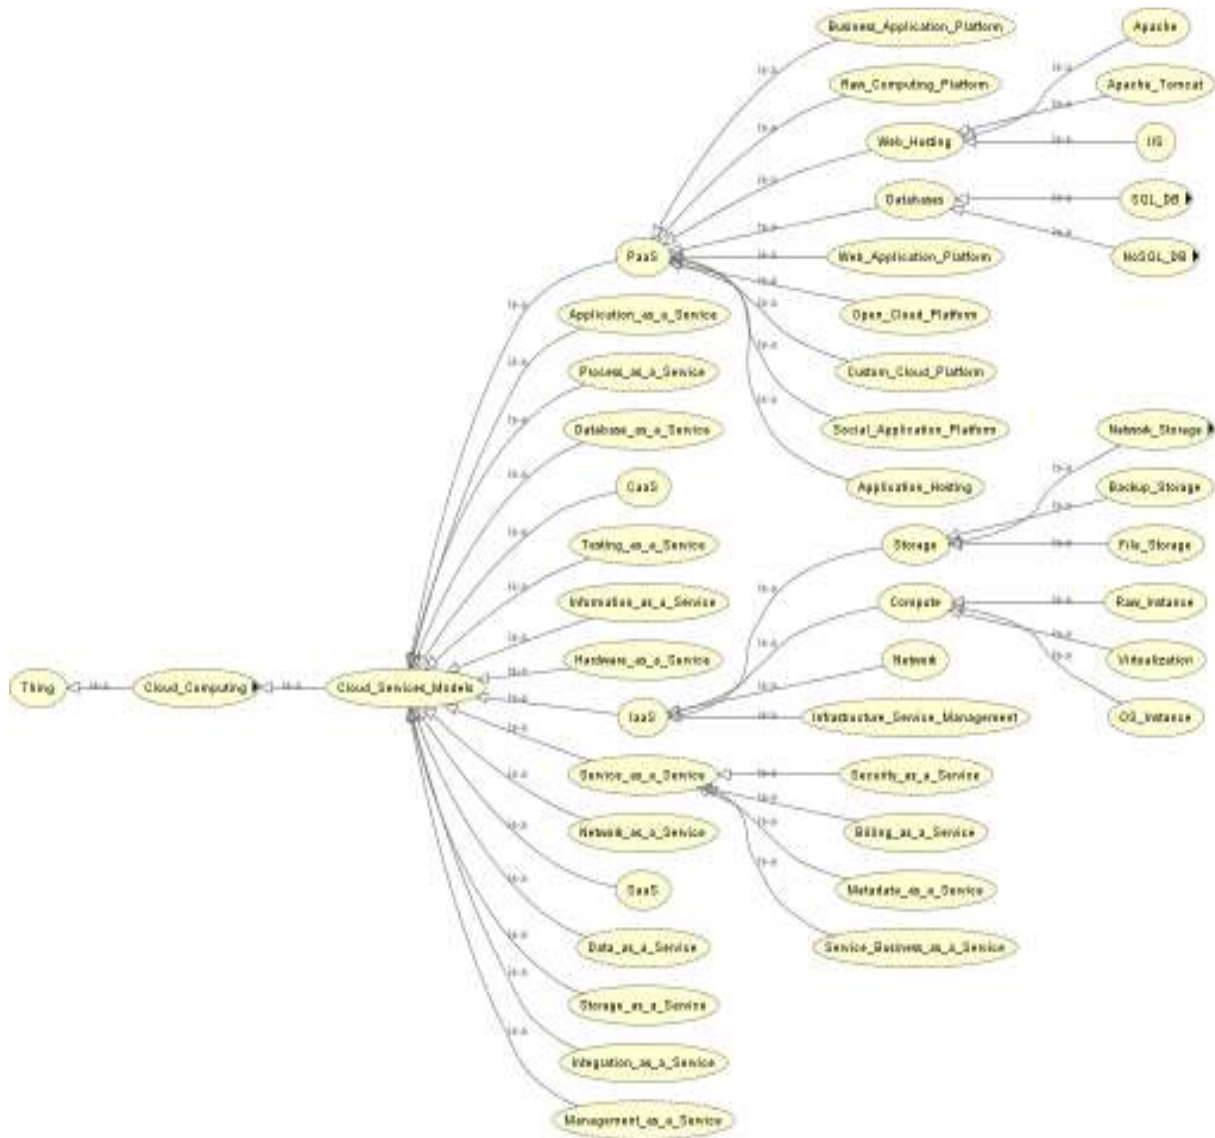 Business_Application_Platform
Apache
Raw_Computing_Platform
Apache_Tomcat
Web_Hosting
IIS
Databases
SQL_DB
PaaS
Web_Application_Platform
NoSQL_DB
Application_as_a_Service
Open_Cloud_Platform
Process_as_a_Service
Custom_Cloud_Platform
Database_as_a_Service
Social_Application_Platform
Network_Storage
CaaS
Application_Hosting
Backup_Storage
Testing_as_a_Service
Storage
File_Storage
Information_as_a_Service
Compute
Raw_Instance
Hardware_as_a_Service
Network
Virtualization
Thing
is-a
Cloud_Computing
is-a
Cloud_Services_Models
IaaS
Infrastructure_Service_Management
OS_Instance
Service_as_a_Service
Security_as_a_Service
Network_as_a_Service
Billing_as_a_Service
SaaS
Metadata_as_a_Service
Data_as_a_Service
Service_Business_as_a_Service
Storage_as_a_Service
Integration_as_a_Service
Management_as_a_Service